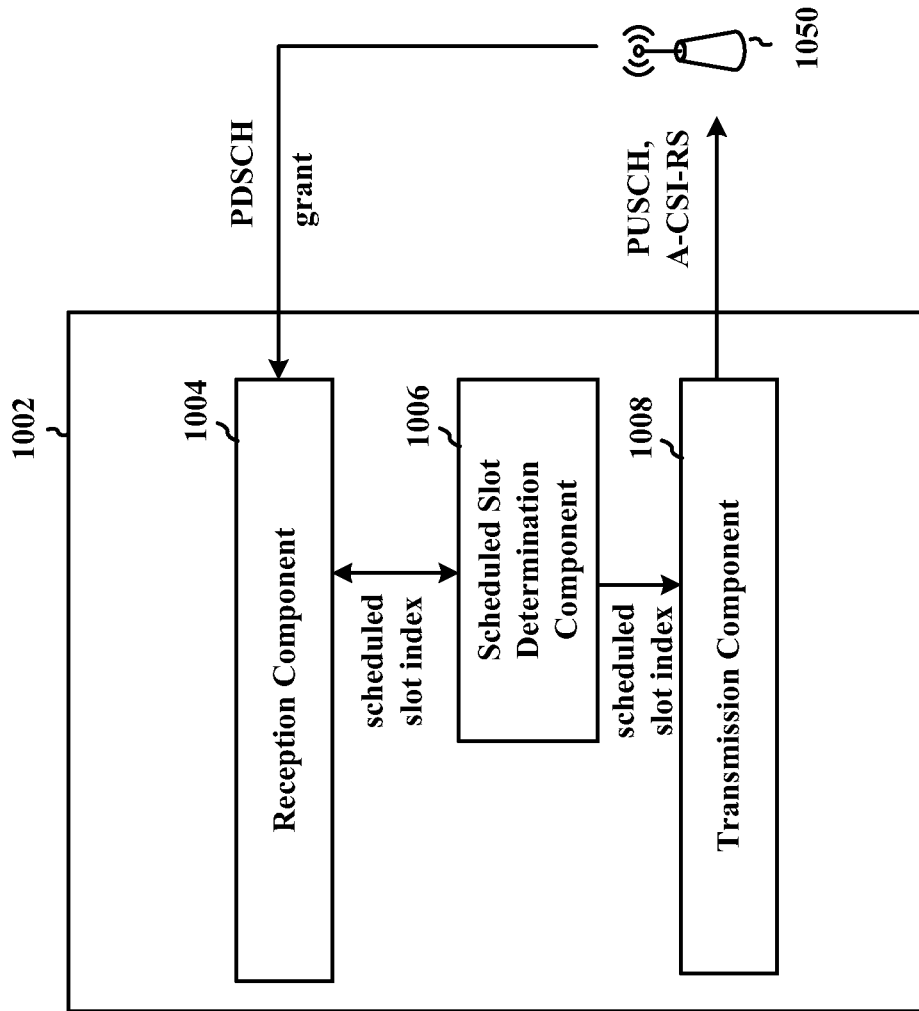 1002
1004
Reception Component
PDSCH
grant
scheduled
slot index
1006
Scheduled Slot
Determination
Component
scheduled
slot index
1008
Transmission Component
PUSCH,
A-CSI-RS
1050